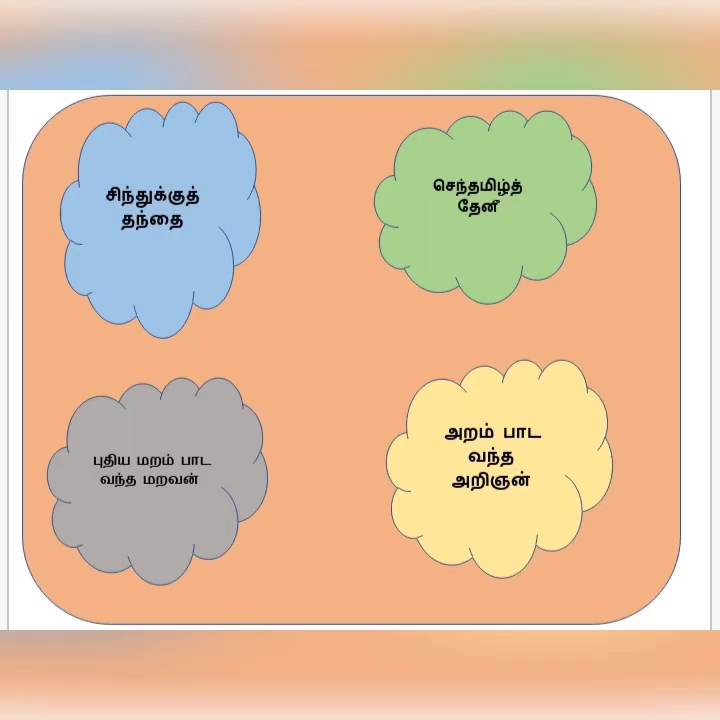 சிந்துக்குத்
தந்தை
செந்தமிழ்த்
தேனீ
புதிய மறம் பாட
வந்த மறவன்
அறம் பாட
வந்த
அறிஞன்